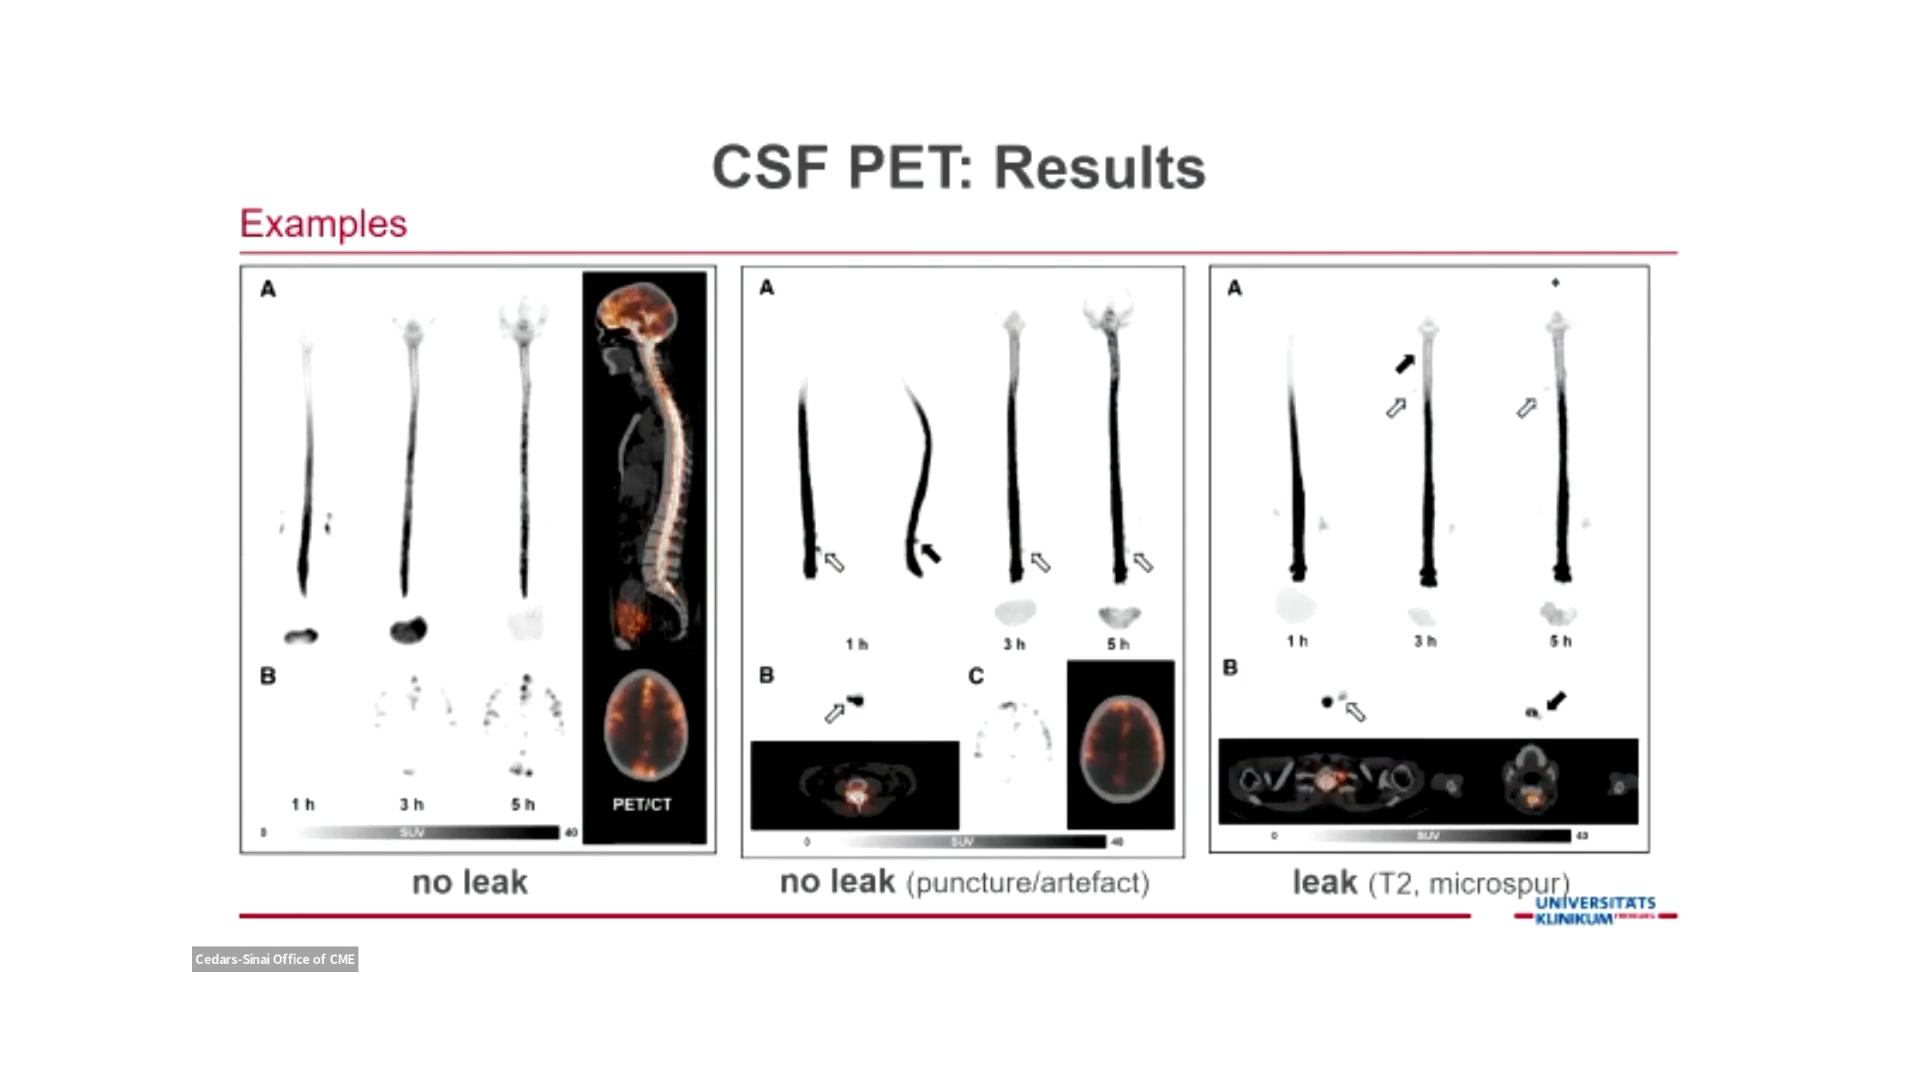 CSF PET: Results
Examples
A
B
1 h
3 h
5 h
PET/CT
0
SUV
40
no leak
A
1 h
3 h
5 h
B
C
0
SUV
40
no leak (puncture/artefact)
A
*
1 h
3 h
5 h
B
0
SUV
leak (T2, microspur)
UNIVERSITÄTS
KLINIKUM
Cedars-Sinai Office of CME